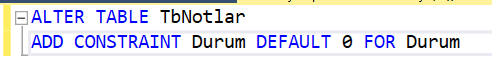 ALTER TABLE TbNotlar
ADD CONSTRAINT Durum DEFAULT 0 FOR Durum